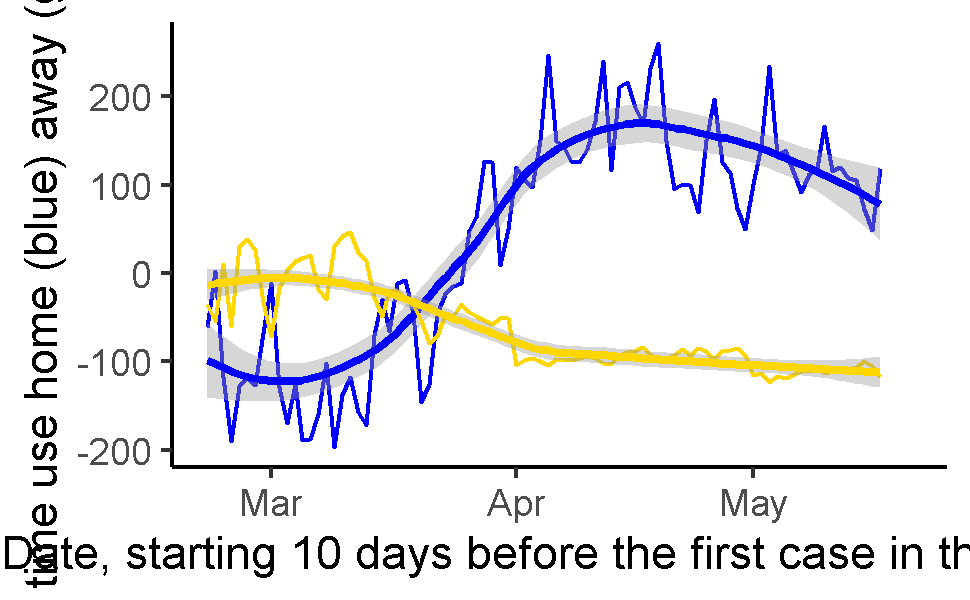 time use home (blue) away (
200
100
0
-100
-200
Mar Apr May
Date, starting 10 days before the first case in th